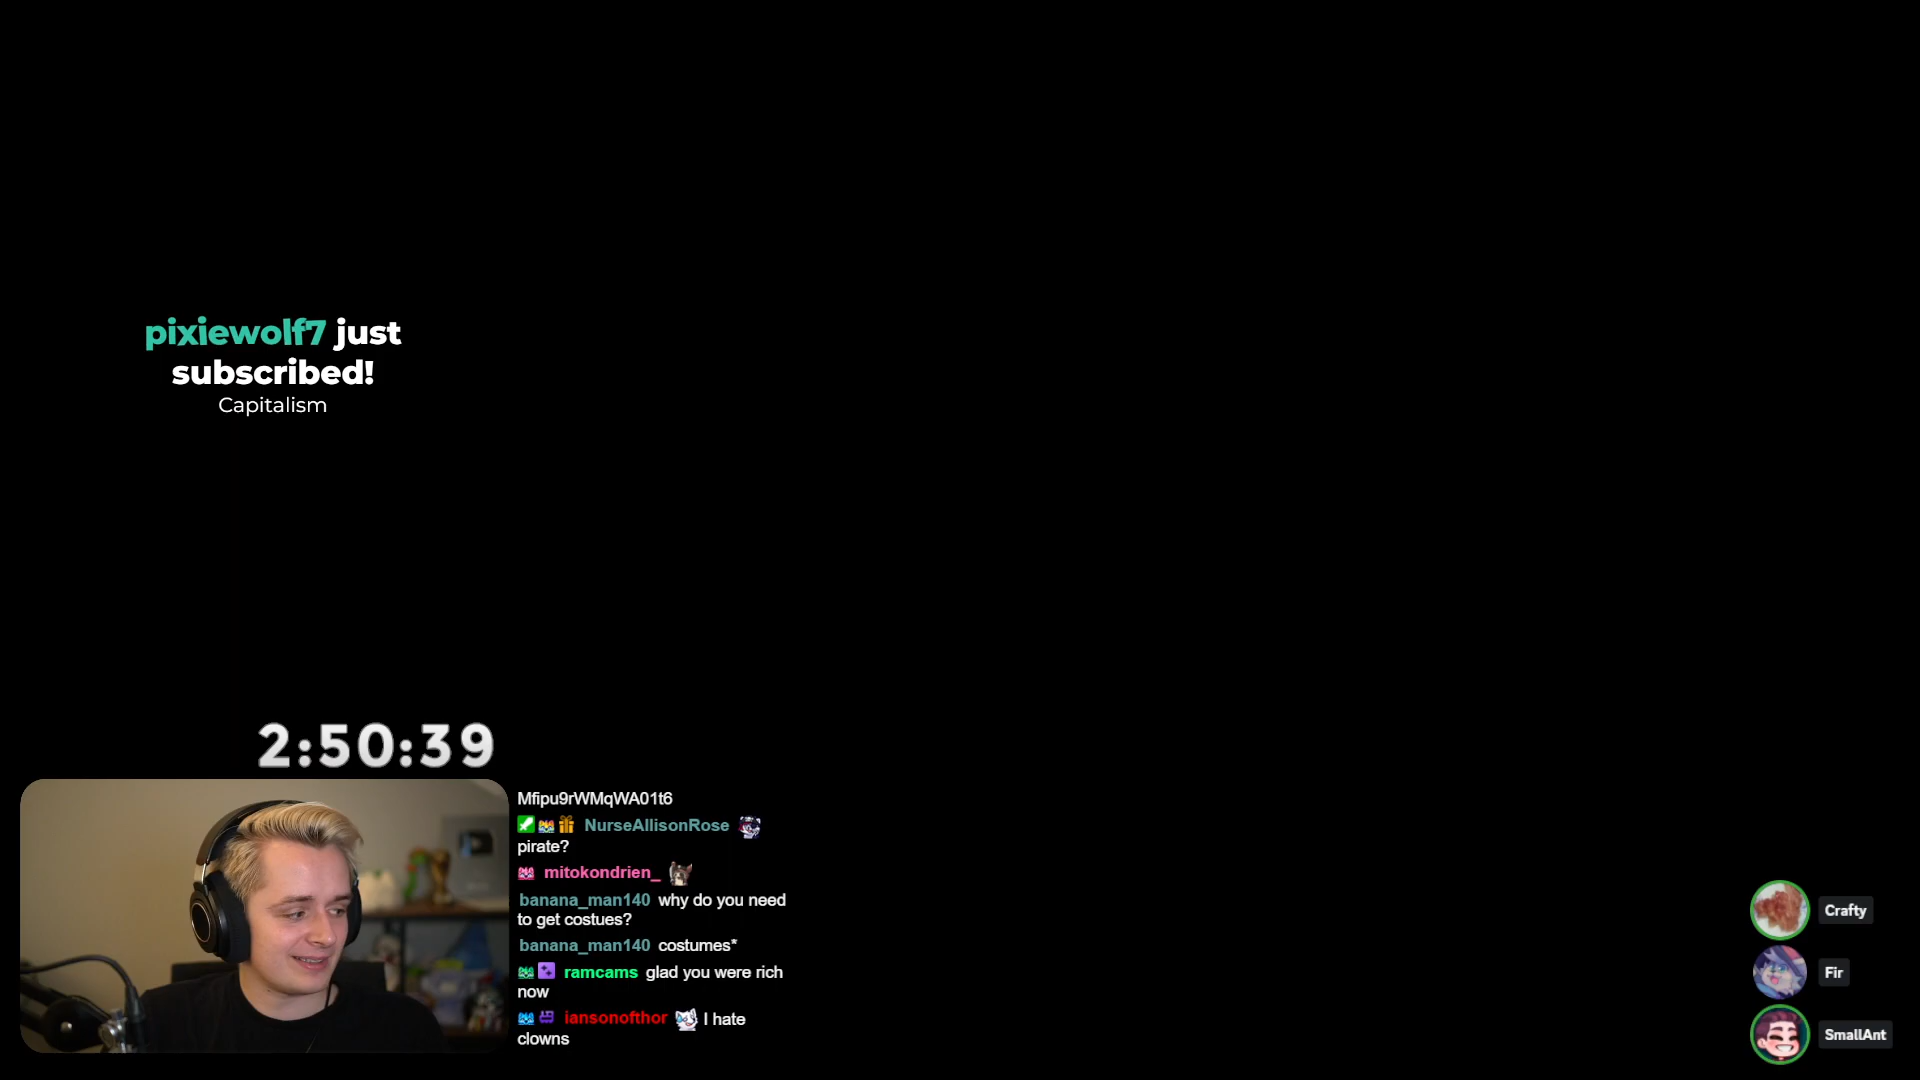 pixiewolf7 just
subscribed!
Capitalism
2:50:39
Mfipu9rWMqWA01t6
NurseAllisonRose
pirate?
mitokondrien_
banana_man140 why do you need
to get costues?
banana_man140 costumes*
ramcams glad you were rich
now
iansonofthor I hate
clowns
Crafty
Fir
SmallAnt